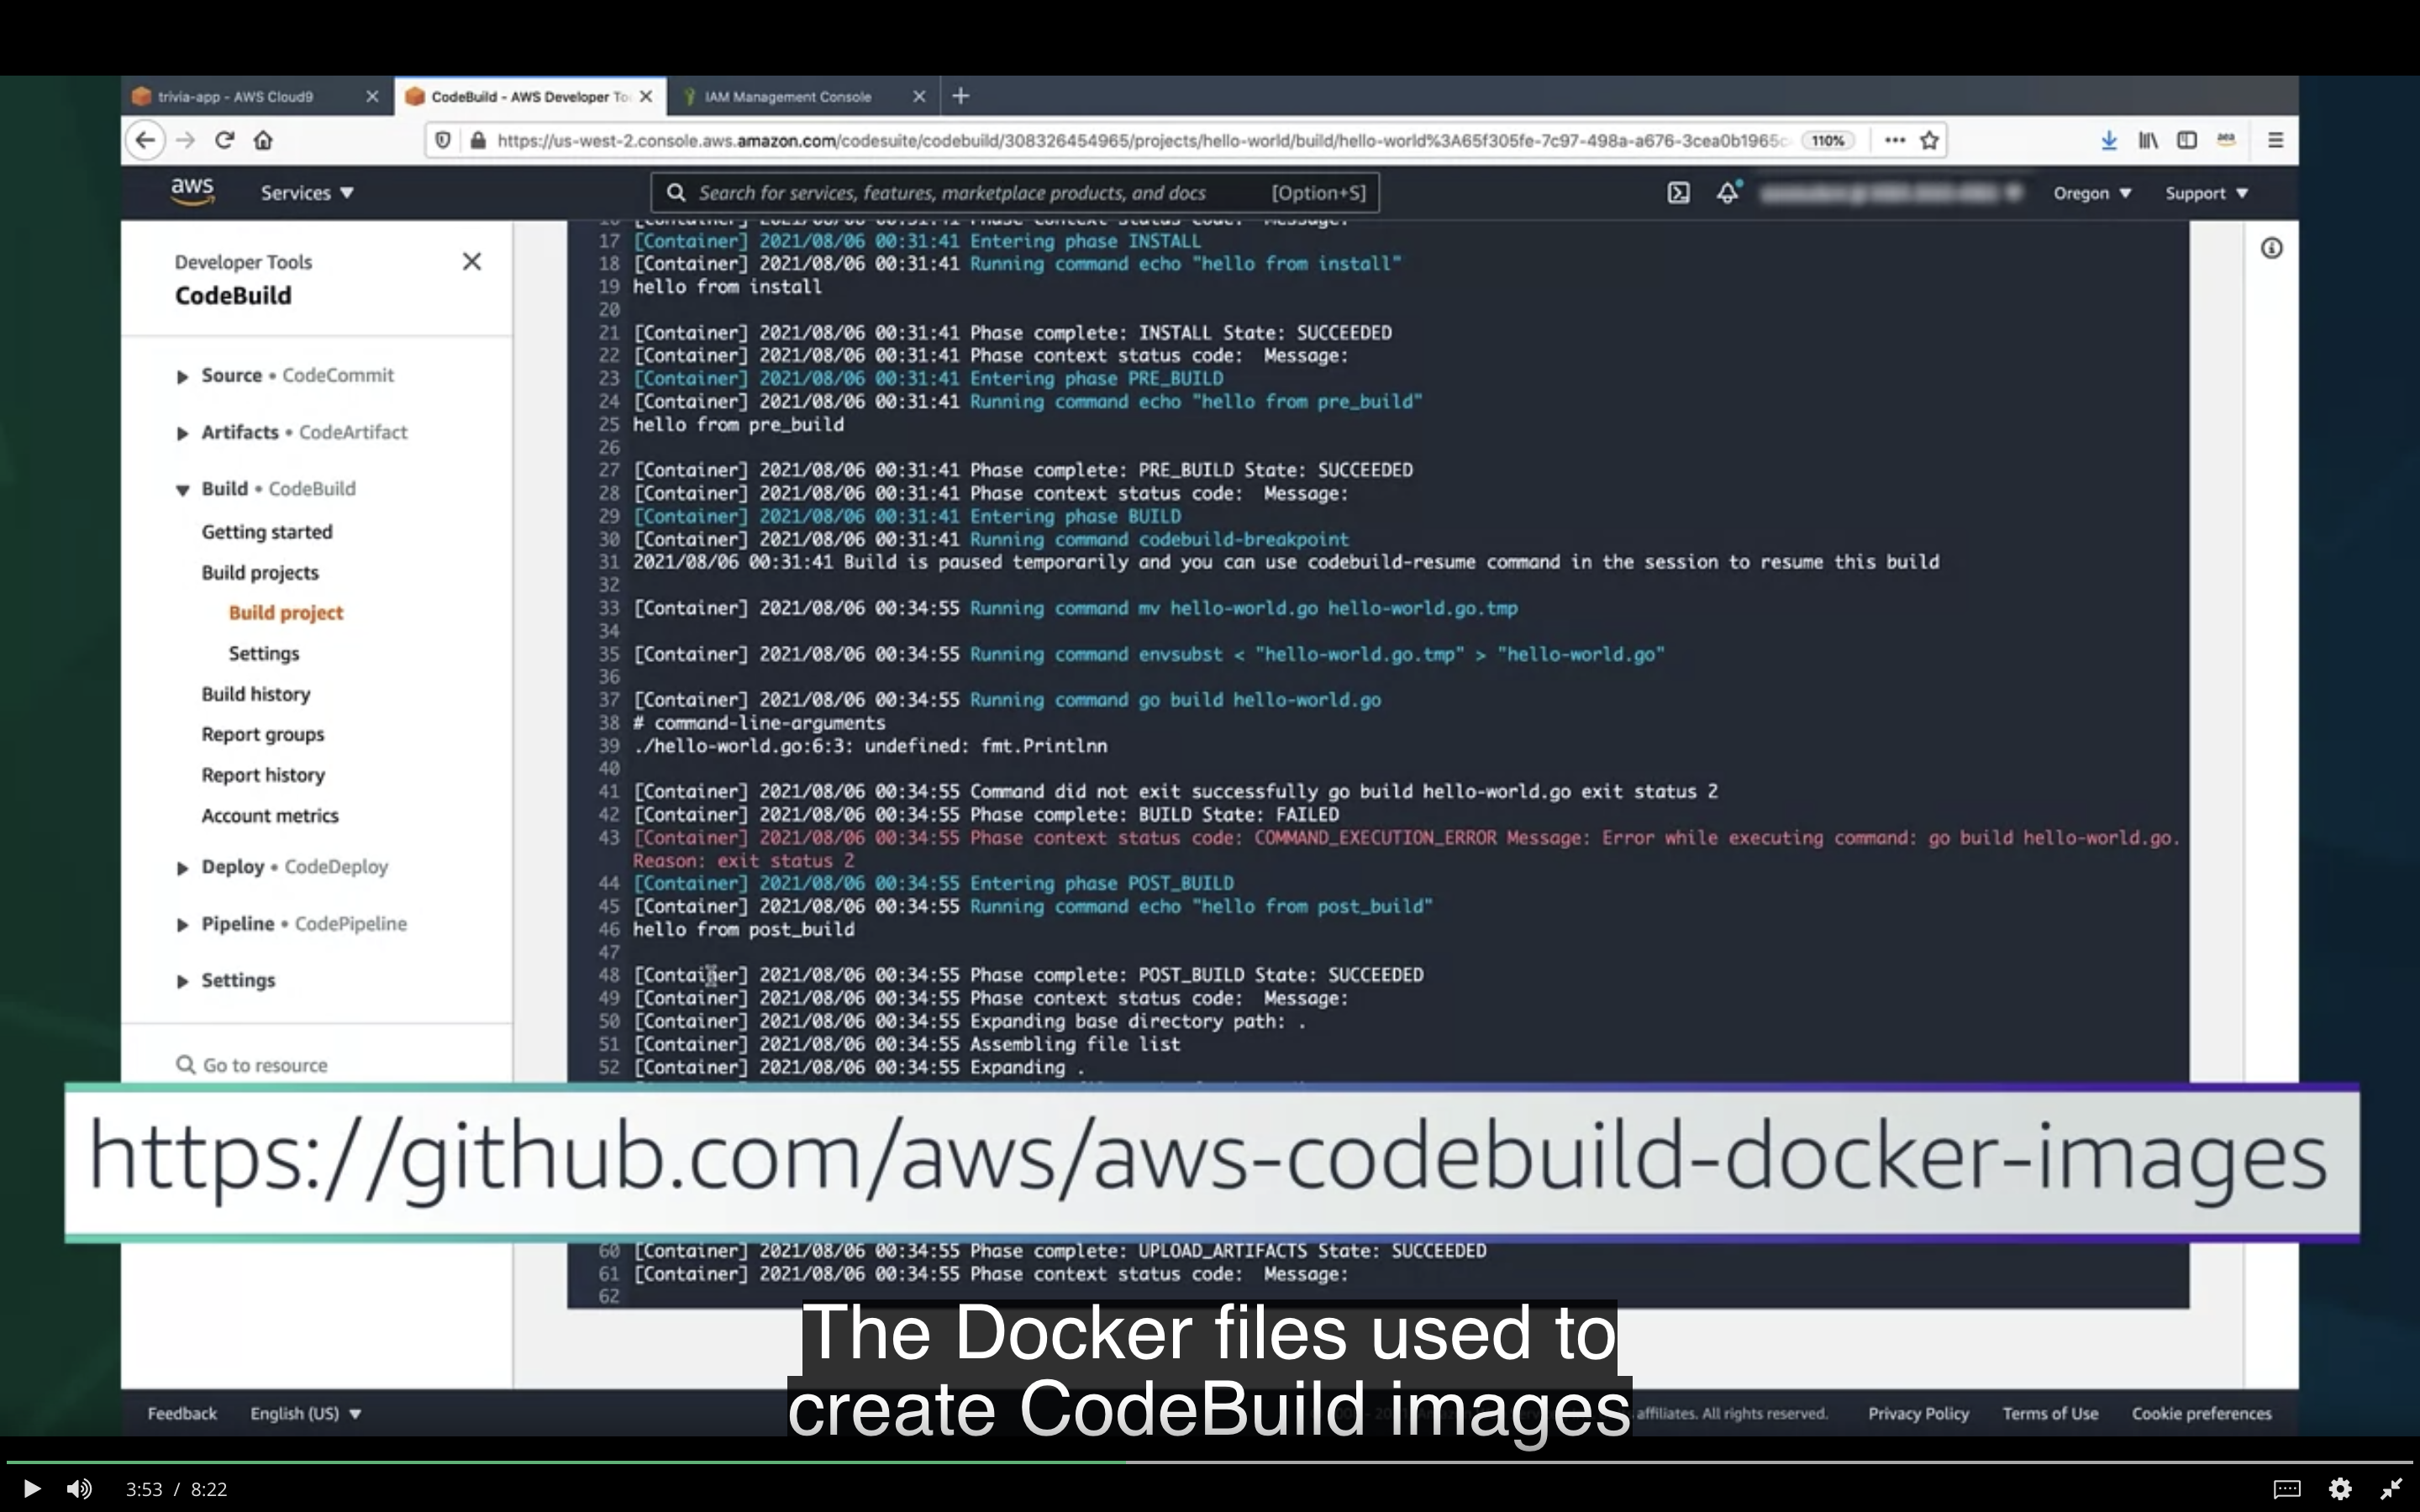 trivia-app - AWS Cloud9
CodeBuild - AWS Developer To
IAM Management Console
https://us-west-2.console.aws.amazon.com/codesuite/codebuild/308326454965/projects/hello-world/build/hello-world%3A65f305fe-7c97-498a-a676-3cea0b1965c
110%
aws
Services
Search for services, features, marketplace products, and docs
[Option+S]
Oregon
Support
Developer Tools
CodeBuild
Source • CodeCommit
Artifacts • CodeArtifact
Build • CodeBuild
Getting started
Build projects
Build project
Settings
Build history
Report groups
Report history
Account metrics
Deploy • CodeDeploy
Pipeline • CodePipeline
Settings
Go to resource
17 [Container] 2021/08/06 00:31:41 Entering phase INSTALL
18 [Container] 2021/08/06 00:31:41 Running command echo "hello from install"
19 hello from install
20
21 [Container] 2021/08/06 00:31:41 Phase complete: INSTALL State: SUCCEEDED
22 [Container] 2021/08/06 00:31:41 Phase context status code:  Message:
23 [Container] 2021/08/06 00:31:41 Entering phase PRE_BUILD
24 [Container] 2021/08/06 00:31:41 Running command echo "hello from pre_build"
25 hello from pre_build
26
27 [Container] 2021/08/06 00:31:41 Phase complete: PRE_BUILD State: SUCCEEDED
28 [Container] 2021/08/06 00:31:41 Phase context status code:  Message:
29 [Container] 2021/08/06 00:31:41 Entering phase BUILD
30 [Container] 2021/08/06 00:31:41 Running command codebuild-breakpoint
31 2021/08/06 00:31:41 Build is paused temporarily and you can use codebuild-resume command in the session to resume this build
32
33 [Container] 2021/08/06 00:34:55 Running command mv hello-world.go hello-world.go.tmp
34
35 [Container] 2021/08/06 00:34:55 Running command envsubst < "hello-world.go.tmp" > "hello-world.go"
36
37 [Container] 2021/08/06 00:34:55 Running command go build hello-world.go
38 # command-line-arguments
39 ./hello-world.go:6:3: undefined: fmt.Printlnn
40
41 [Container] 2021/08/06 00:34:55 Command did not exit successfully go build hello-world.go exit status 2
42 [Container] 2021/08/06 00:34:55 Phase complete: BUILD State: FAILED
43 [Container] 2021/08/06 00:34:55 Phase context status code: COMMAND_EXECUTION_ERROR Message: Error while executing command: go build hello-world.go.
Reason: exit status 2
44 [Container] 2021/08/06 00:34:55 Entering phase POST_BUILD
45 [Container] 2021/08/06 00:34:55 Running command echo "hello from post_build"
46 hello from post_build
47
48 [Container] 2021/08/06 00:34:55 Phase complete: POST_BUILD State: SUCCEEDED
49 [Container] 2021/08/06 00:34:55 Phase context status code:  Message:
50 [Container] 2021/08/06 00:34:55 Expanding base directory path: .
51 [Container] 2021/08/06 00:34:55 Assembling file list
52 [Container] 2021/08/06 00:34:55 Expanding .
https://github.com/aws/aws-codebuild-docker-images
60 [Container] 2021/08/06 00:34:55 Phase complete: UPLOAD_ARTIFACTS State: SUCCEEDED
61 [Container] 2021/08/06 00:34:55 Phase context status code:  Message:
62
The Docker files used to
create CodeBuild images
Feedback
English (US)
affiliates. All rights reserved.
Privacy Policy
Terms of Use
Cookie preferences
3:53 / 8:22